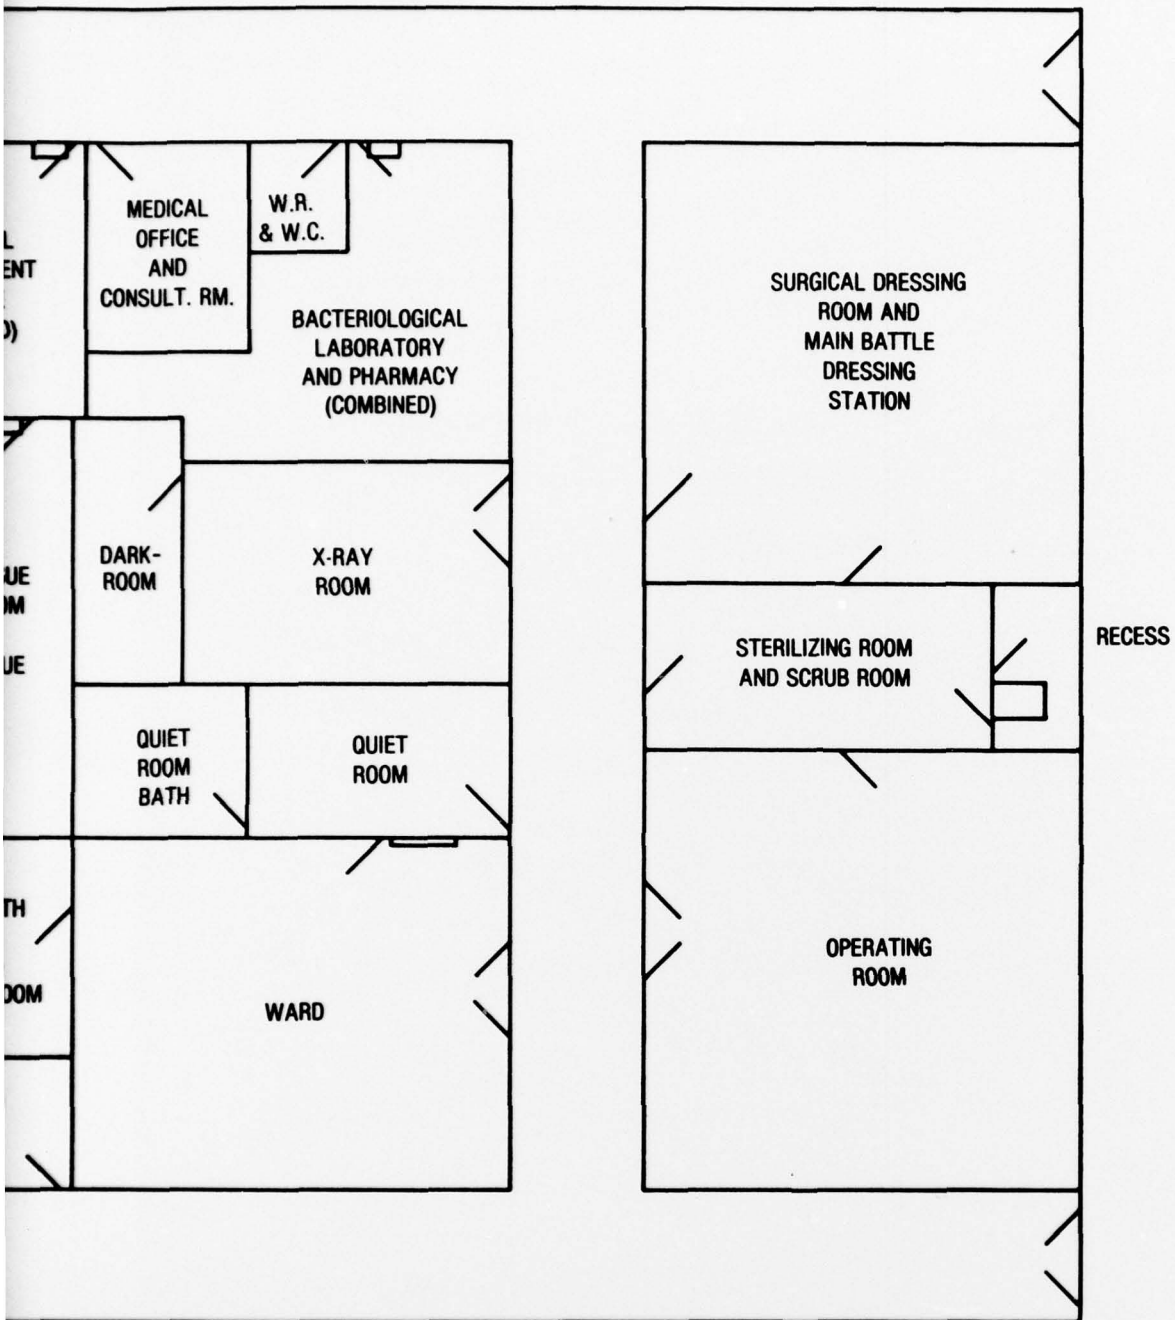 MEDICAL
OFFICE
AND
CONSULT. RM.
W.R.
& W.C.
BACTERIOLOGICAL
LABORATORY
AND PHARMACY
(COMBINED)
SURGICAL DRESSING
ROOM AND
MAIN BATTLE
DRESSING
STATION
DARK-
ROOM
X-RAY
ROOM
STERILIZING ROOM
AND SCRUB ROOM
RECESS
QUIET
ROOM
BATH
QUIET
ROOM
WARD
OPERATING
ROOM